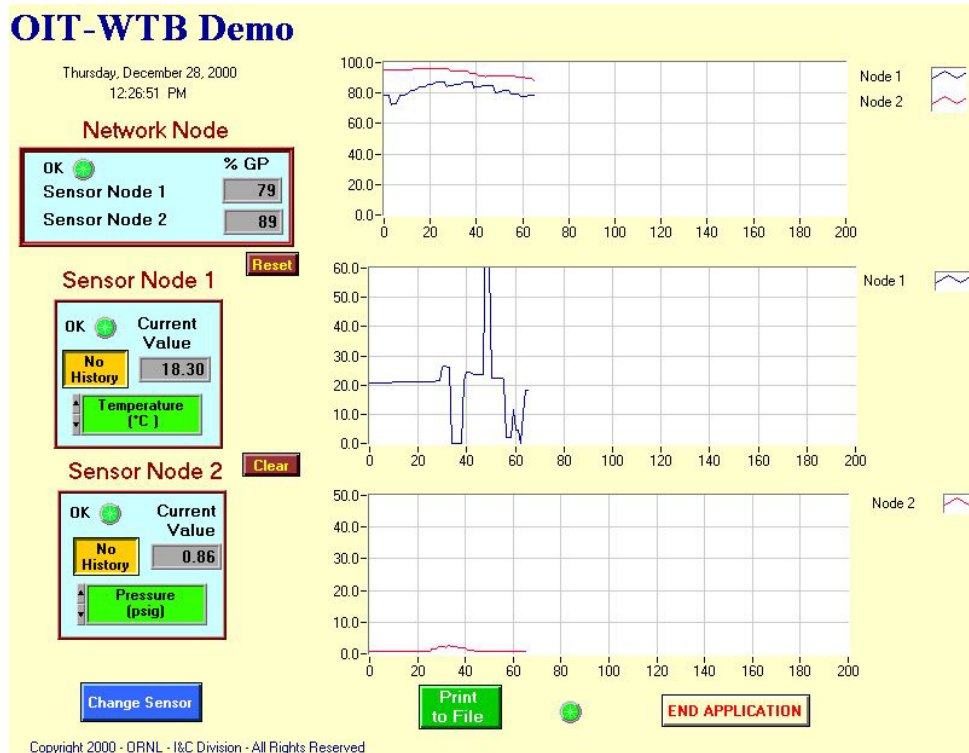 OIT-WTB Demo
Thursday, December 28, 2000
12:26:51 PM
Network Node
OK % GP
Sensor Node 1 79
Sensor Node 2 89
Reset
100.0
80.0
60.0
40.0
20.0
0.0
0 20 40 60 80 100 120 140 160 180 200
Node 1
Node 2
Sensor Node 1
OK Current
Value
No
History
18.30
Temperature
(°C )
Clear
60.0
50.0
40.0
30.0
20.0
10.0
0.0
0 20 40 60 80 100 120 140 160 180 200
Node 1
Sensor Node 2
OK Current
Value
No
History
0.86
Pressure
(psig)
50.0
40.0
30.0
20.0
10.0
0.0
0 20 40 60 80 100 120 140 160 180 200
Node 2
Change Sensor
Print
to File
END APPLICATION
Copyright 2000 - ORNL - I&C Division - All Rights Reserved